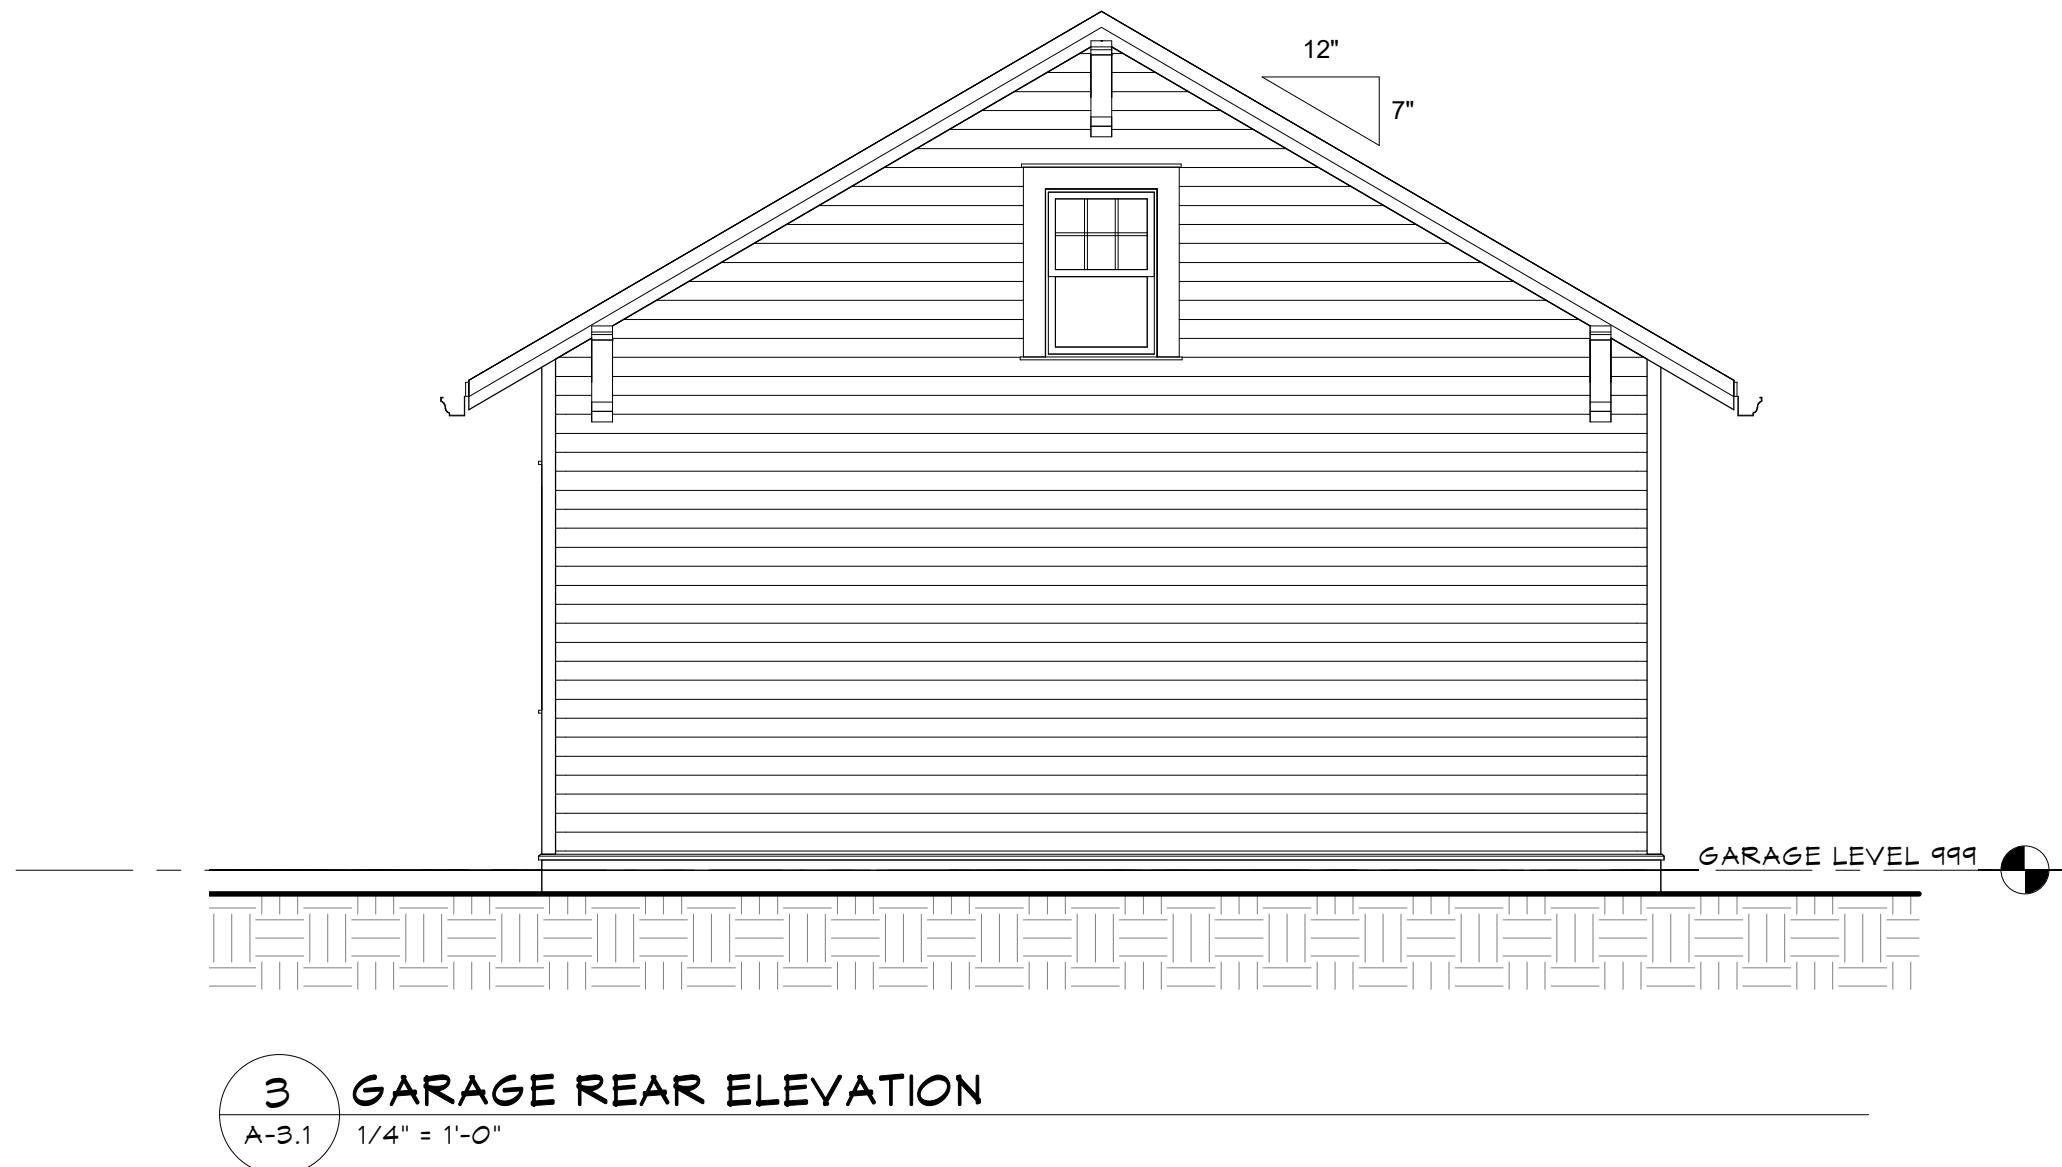 12"
7"
GARAGE LEVEL 999
3 GARAGE REAR ELEVATION
A-3.1 1/4" = 1'-0"